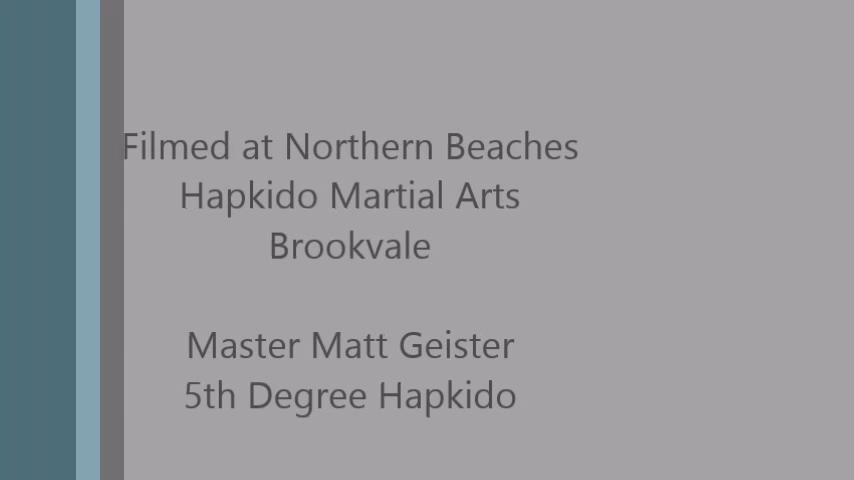 Filmed at Northern Beaches
Hapkido Martial Arts
Brookvale
Master Matt Geister
5th Degree Hapkido